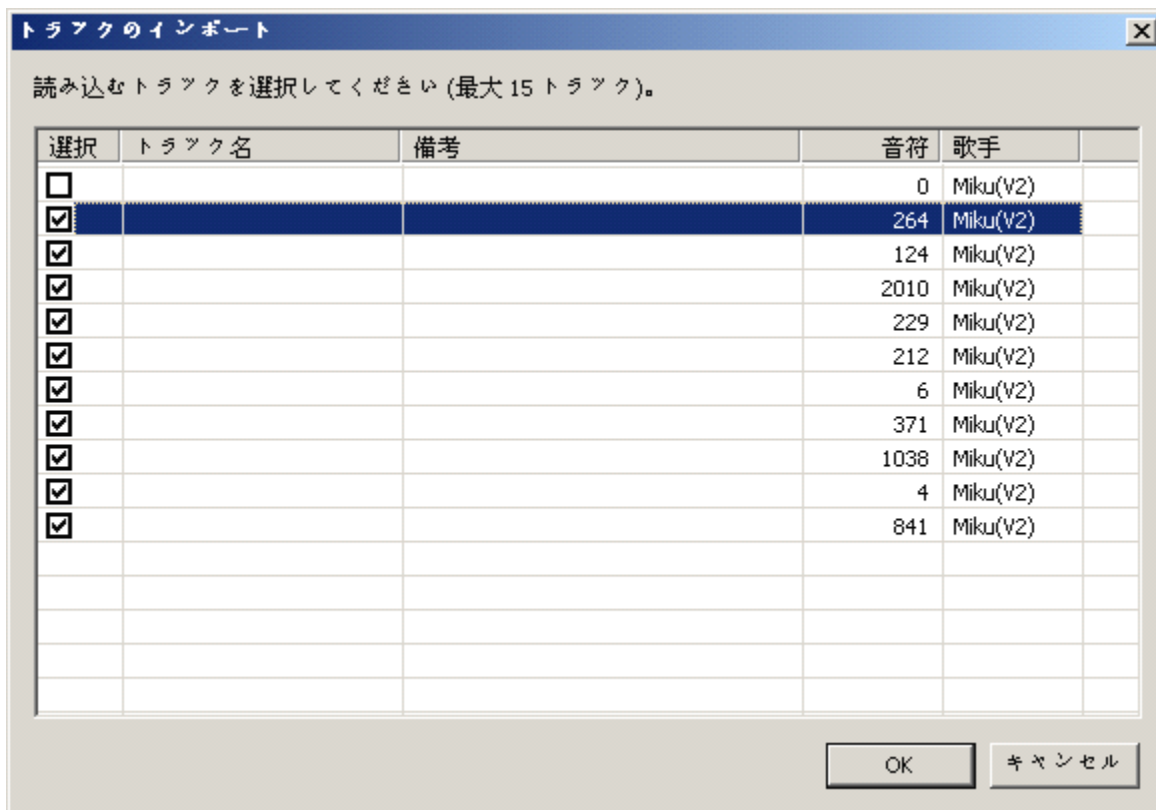 トラックのインポート
読み込むトラックを選択してください (最大 15 トラック)。
選択 トラック名 備考 音符 歌手
0 Miku(V2)
264 Miku(V2)
124 Miku(V2)
2010 Miku(V2)
229 Miku(V2)
212 Miku(V2)
6 Miku(V2)
371 Miku(V2)
1038 Miku(V2)
4 Miku(V2)
841 Miku(V2)
OK キャンセル